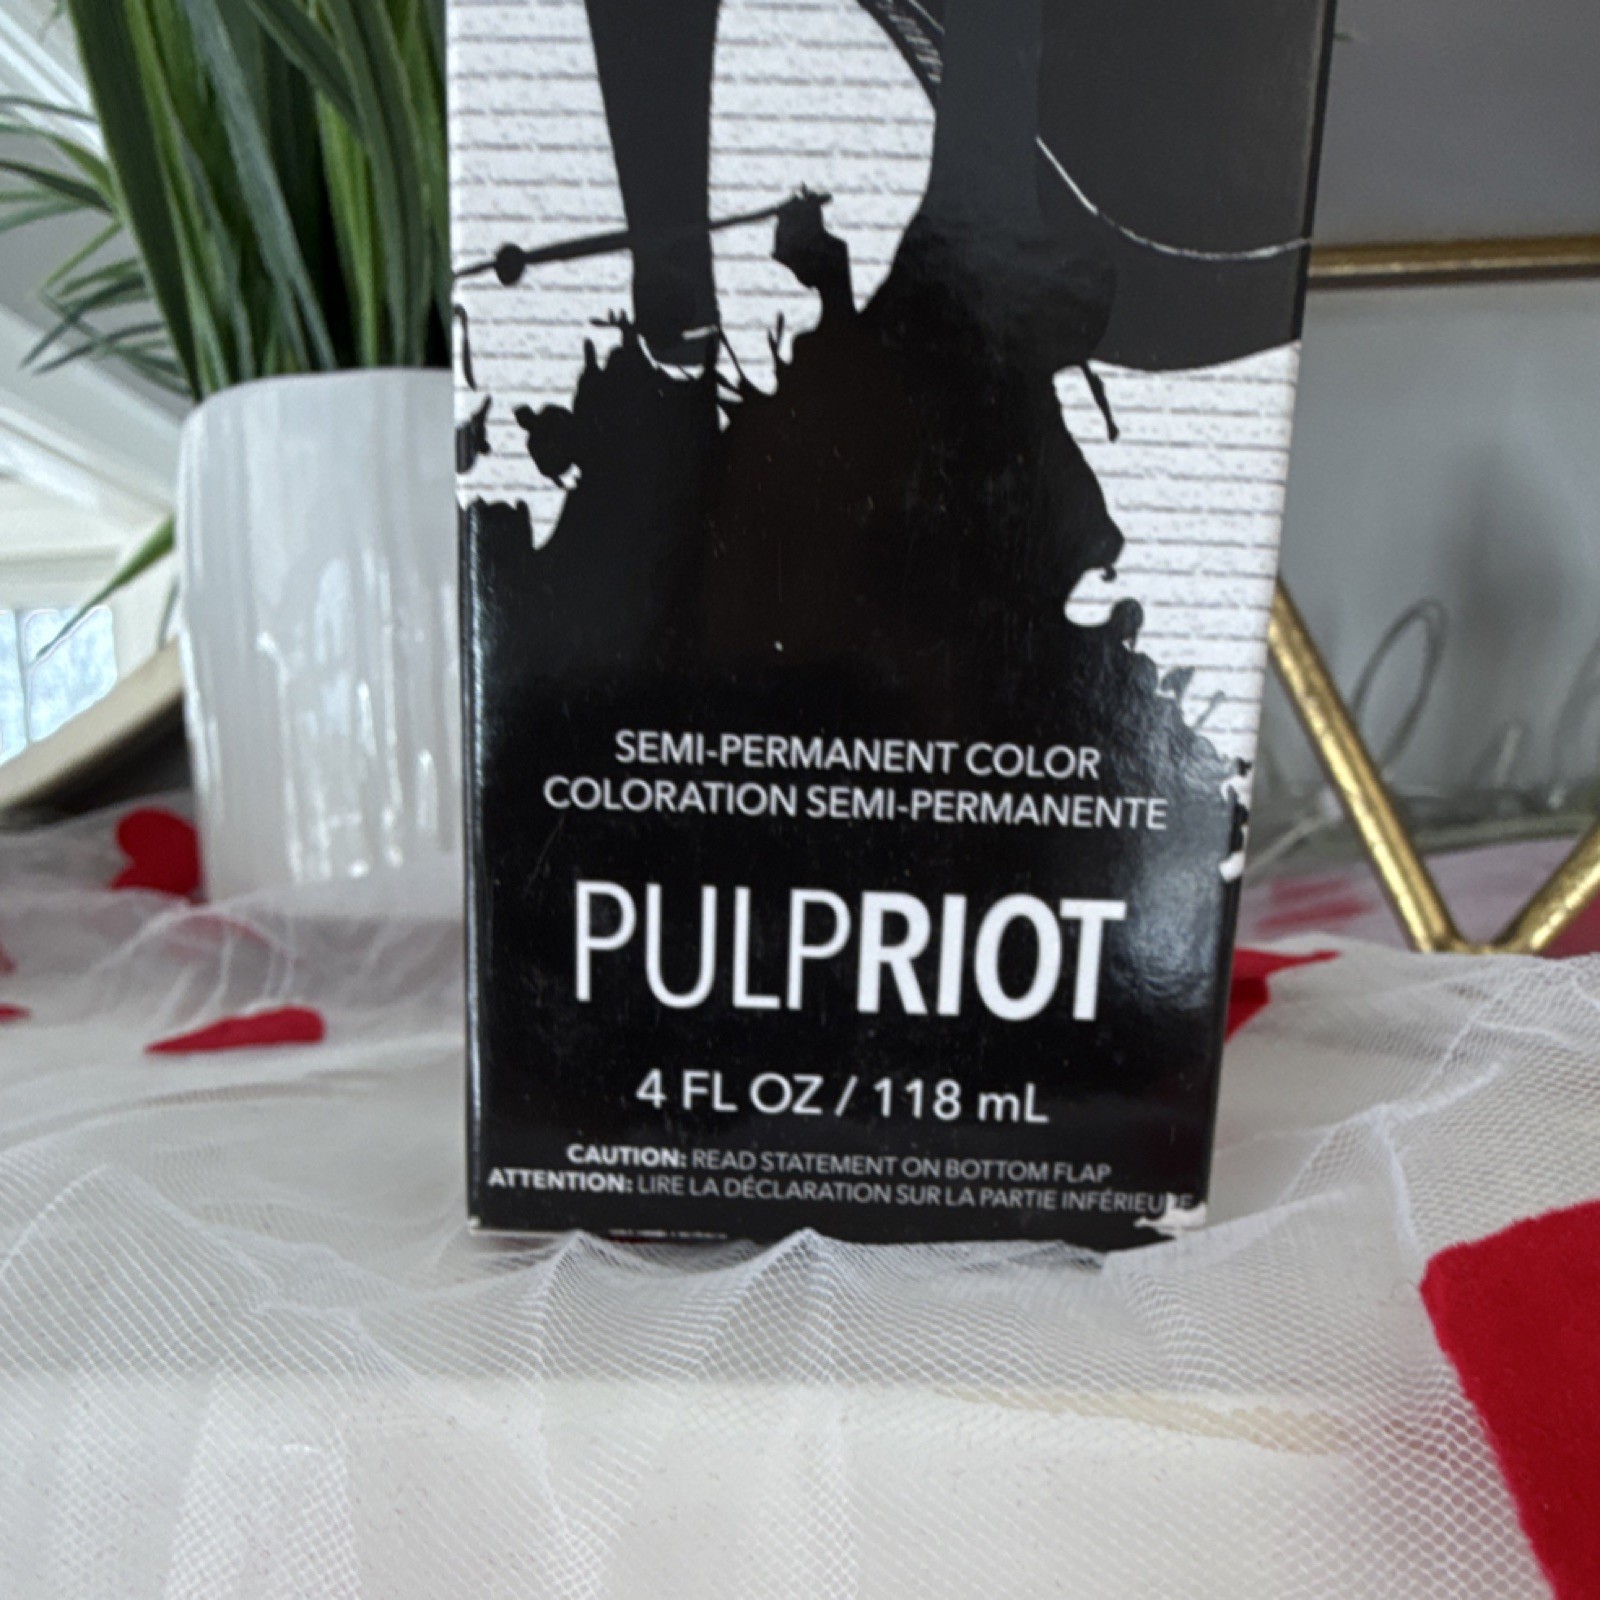 SEMI-PERMANENT COLOR
COLORATION SEMI-PERMANENTE
PULPRIOT
4 FL OZ / 118 mL
CAUTION: READ STATEMENT ON BOTTOM FLAP
ATTENTION: LIRE LA DÉCLARATION SUR LA PARTIE INFÉRIEURE